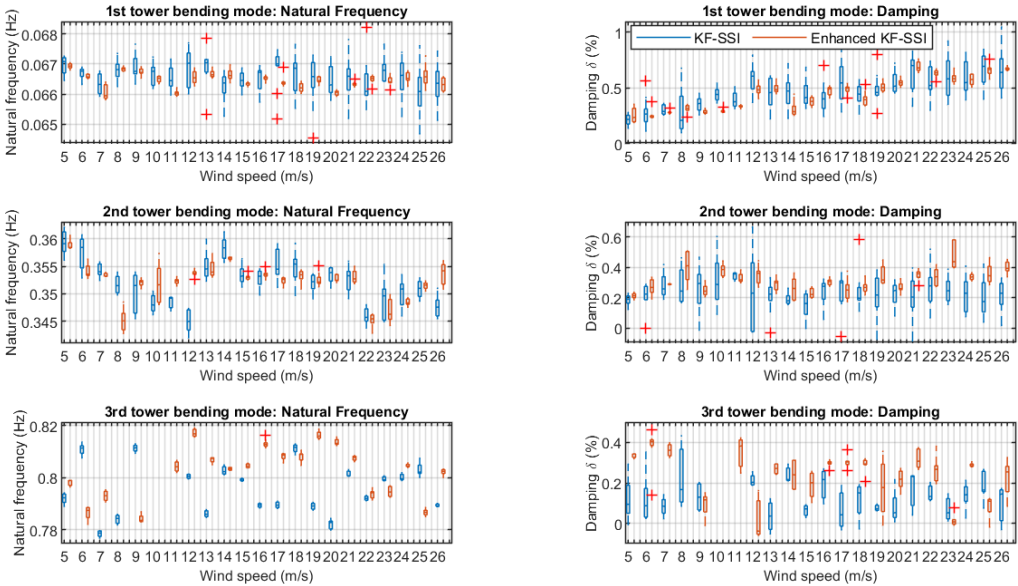 1st tower bending mode: Natural Frequency
Natural frequency (Hz)
0.068
0.067
0.066
0.065
5 6 7 8 9 10 11 12 13 14 15 16 17 18 19 20 21 22 23 24 25 26
Wind speed (m/s)
1st tower bending mode: Damping
Damping δ (%)
1
0.5
0
KF-SSI
Enhanced KF-SSI
5 6 7 8 9 10 11 12 13 14 15 16 17 18 19 20 21 22 23 24 25 26
Wind speed (m/s)
2nd tower bending mode: Natural Frequency
Natural frequency (Hz)
0.36
0.355
0.35
0.345
5 6 7 8 9 10 11 12 13 14 15 16 17 18 19 20 21 22 23 24 25 26
Wind speed (m/s)
2nd tower bending mode: Damping
Damping δ (%)
0.6
0.4
0.2
0
5 6 7 8 9 10 11 12 13 14 15 16 17 18 19 20 21 22 23 24 25 26
Wind speed (m/s)
3rd tower bending mode: Natural Frequency
Natural frequency (Hz)
0.82
0.8
0.78
5 6 7 8 9 10 11 12 13 14 15 16 17 18 19 20 21 22 23 24 25 26
Wind speed (m/s)
3rd tower bending mode: Damping
Damping δ (%)
0.4
0.2
0
5 6 7 8 9 10 11 12 13 14 15 16 17 18 19 20 21 22 23 24 25 26
Wind speed (m/s)